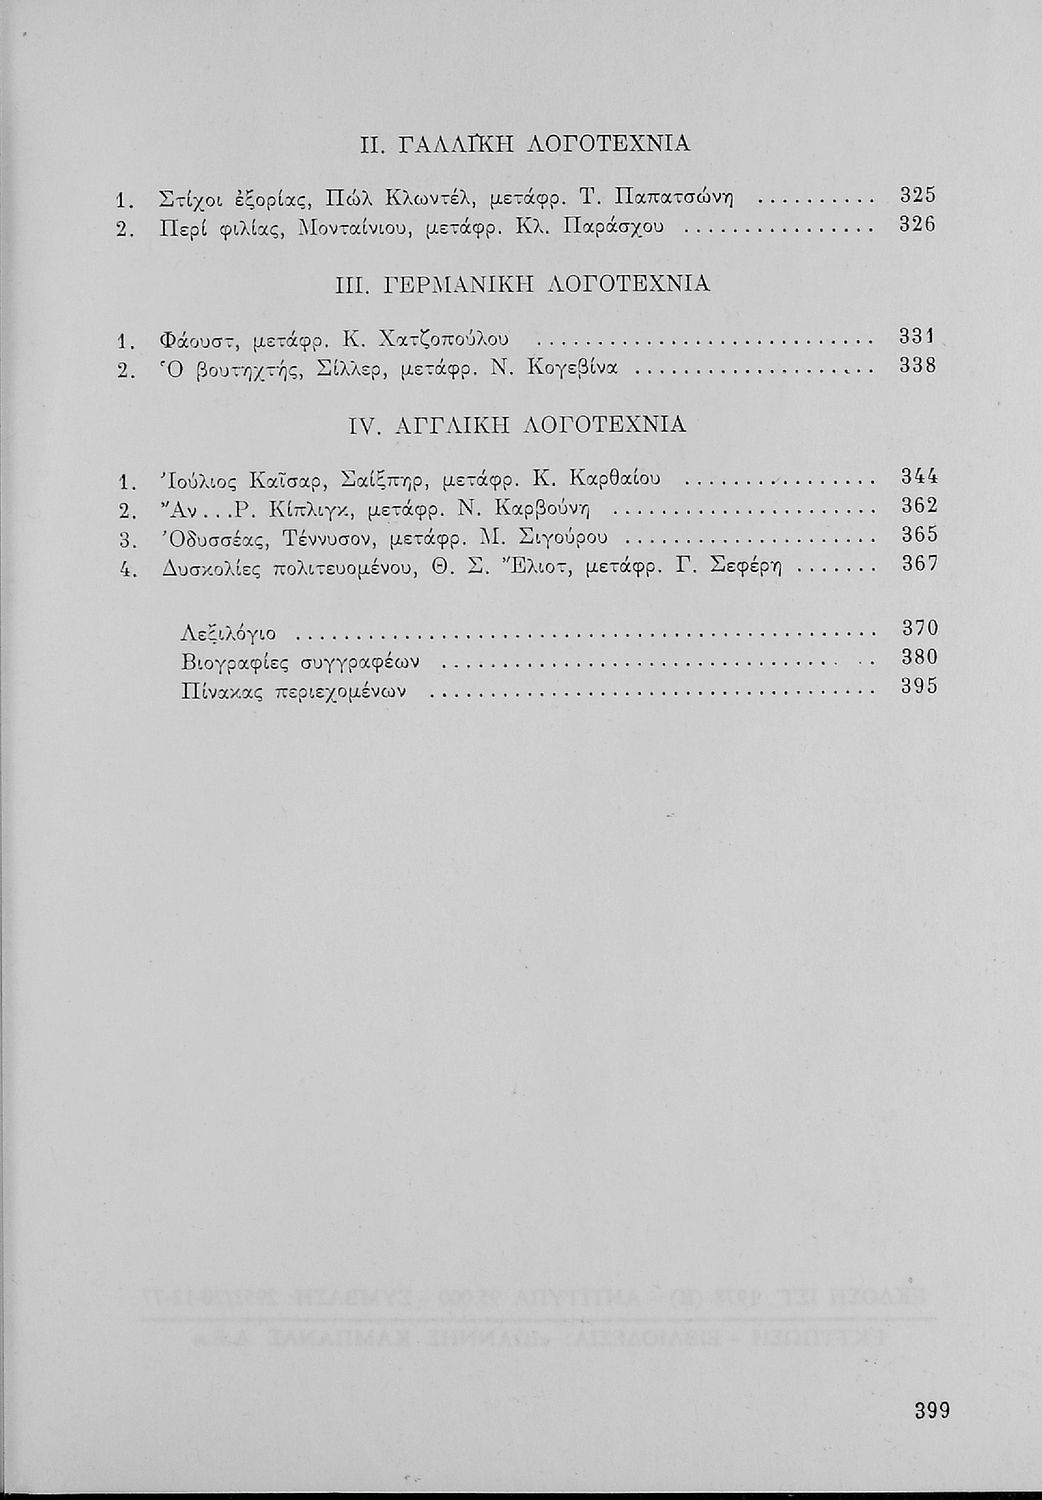 II. ΓΑΛΛΪΚΗ ΛΟΓΟΤΕΧΝΙΑ
1. Στίχοι ἐξορίας, Πώλ Κλωντέλ, μετάφρ. Τ. Παπατσώνη .......... 325
2. Περί φιλίας, Μονταίνιου, μετάφρ. Κλ. Παράσχου ................ 326
III. ΓΕΡΜΑΝΙΚΗ ΛΟΓΟΤΕΧΝΙΑ
1. Φάουστ, μετάφρ. Κ. Χατζοπούλου ............................ 331
2. Ὁ βουτηχτής, Σίλλερ, μετάφρ. Ν. Κογεβίνα .................... 338
IV. ΑΓΓΛΙΚΗ ΛΟΓΟΤΕΧΝΙΑ
1. Ἰούλιος Καῖσαρ, Σαίξπηρ, μετάφρ. Κ. Καρθαίου ................ 344
2. Ἄν...Ρ. Κίπλιγκ, μετάφρ. Ν. Καρβούνη ...................... 362
3. Ὀδυσσέας, Τέννυσον, μετάφρ. Μ. Σιγούρου ..................... 365
4. Δυσκολίες πολιτευομένου, Θ. Σ. Ἔλιοτ, μετάφρ. Γ. Σεφέρη ....... 367
Λεξιλόγιο ................................................ 370
Βιογραφίες συγγραφέων .................................... 380
Πίνακας περιεχομένων ..................................... 395
399